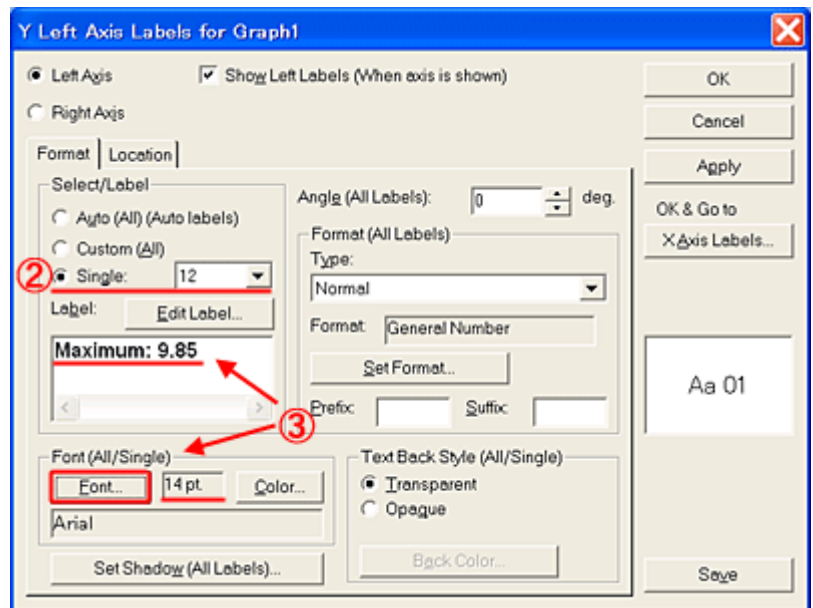 Y Left Axis Labels for Graph1
Left Axis
Show Left Labels (When axis is shown)
OK
Right Axis
Cancel
Format
Location
Apply
Select/Label
Angle (All Labels):
0
deg.
OK & Go to
Auto (All) (Auto labels)
Format (All Labels)
X Axis Labels...
Custom (All)
Type:
② Single:
12
Normal
Label:
Edit Label...
Format:
General Number
Maximum: 9.85
Set Format...
Aa 01
Prefix:
Suffix:
③
Font (All/Single)
Text Back Style (All/Single)
Font...
14 pt.
Color...
Transparent
Opaque
Arial
Back Color...
Set Shadow (All Labels)...
Save